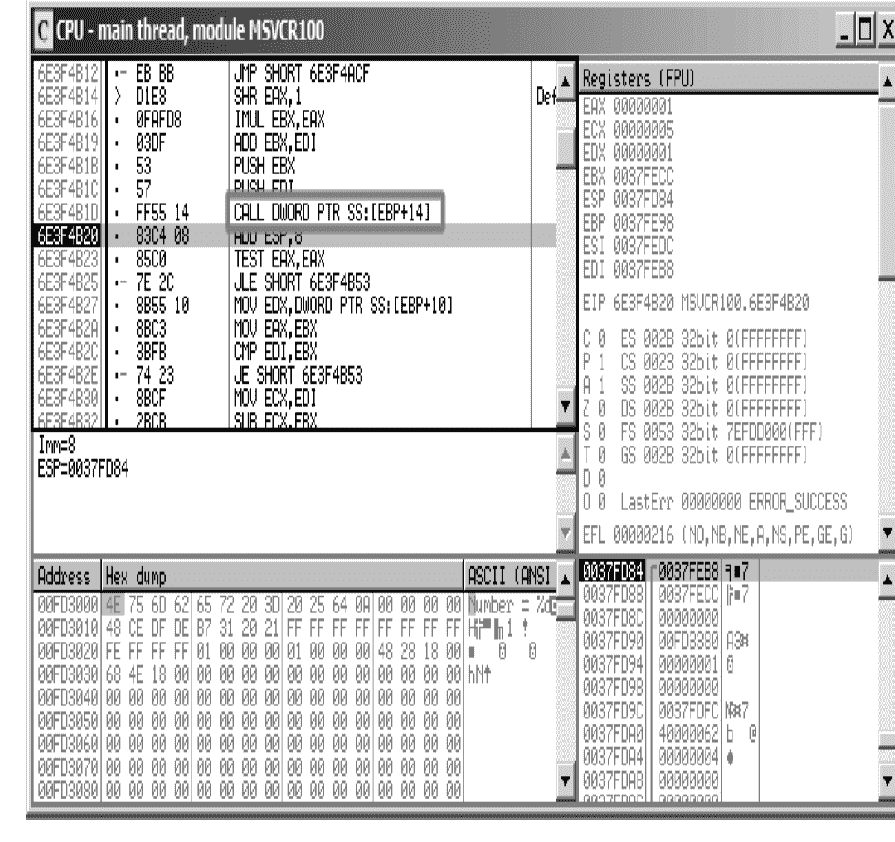 C CPU - main thread, module MSVCR100
6E3F4B12 EB BB JMP SHORT 6E3F4ACF
6E3F4B14 > D1E8 SHR EAX,1 Def
6E3F4B16 0FAFD8 IMUL EBX,EAX
6E3F4B19 03DF ADD EBX,EDI
6E3F4B1B 53 PUSH EBX
6E3F4B1C 57 PUSH EDI
6E3F4B1D FF55 14 CALL DWORD PTR SS:[EBP+14]
6E3F4B20 83C4 08 ADD ESP,8
6E3F4B23 85C0 TEST EAX,EAX
6E3F4B25 7E 2C JLE SHORT 6E3F4B53
6E3F4B27 8B55 10 MOV EDX,DWORD PTR SS:[EBP+10]
6E3F4B2A 8BC3 MOV EAX,EBX
6E3F4B2C 3BFB CMP EDI,EBX
6E3F4B2E 74 23 JE SHORT 6E3F4B53
6E3F4B30 8BCF MOV ECX,EDI
6E3F4B32 2BCB SUB ECX,EBX
Imm=8
ESP=0037FD84
Registers (FPU)
EAX 00000001
ECX 00000005
EDX 00000001
EBX 0037FECC
ESP 0037FD84
EBP 0037FE98
ESI 0037FEDC
EDI 0037FEB8
EIP 6E3F4B20 MSVCR100.6E3F4B20
C 0 ES 002B 32bit 0(FFFFFFFF)
P 1 CS 0023 32bit 0(FFFFFFFF)
A 1 SS 002B 32bit 0(FFFFFFFF)
Z 0 DS 002B 32bit 0(FFFFFFFF)
S 0 FS 0053 32bit 7EFDD000(FFF)
T 0 GS 002B 32bit 0(FFFFFFFF)
D 0
O 0 LastErr 00000000 ERROR_SUCCESS
EFL 00000216 (NO,NB,NE,A,NS,PE,GE,G)
Address Hex dump ASCII (ANSI
00FD3000 4E 75 6D 62 65 72 20 3D 20 25 64 0A 00 00 00 00 Number = %d
00FD3010 48 CE DF DE B7 31 20 21 FF FF FF FF FF FF FF FF
00FD3020 FE FF FF FF 01 00 00 00 01 00 00 00 48 28 18 00
00FD3030 68 4E 18 00 00 00 00 00 00 00 00 00 00 00 00 00 hN↑
00FD3040 00 00 00 00 00 00 00 00 00 00 00 00 00 00 00 00
00FD3050 00 00 00 00 00 00 00 00 00 00 00 00 00 00 00 00
00FD3060 00 00 00 00 00 00 00 00 00 00 00 00 00 00 00 00
00FD3070 00 00 00 00 00 00 00 00 00 00 00 00 00 00 00 00
00FD3080 00 00 00 00 00 00 00 00 00 00 00 00 00 00 00 00
0037FD84 0037FEB8
0037FD88 0037FECC
0037FD8C 00000000
0037FD90 00FD3380
0037FD94 00000001
0037FD98 00000000
0037FD9C 0037FDFC
0037FDA0 40000062 b @
0037FDA4 00000004 ♦
0037FDA8 00000000